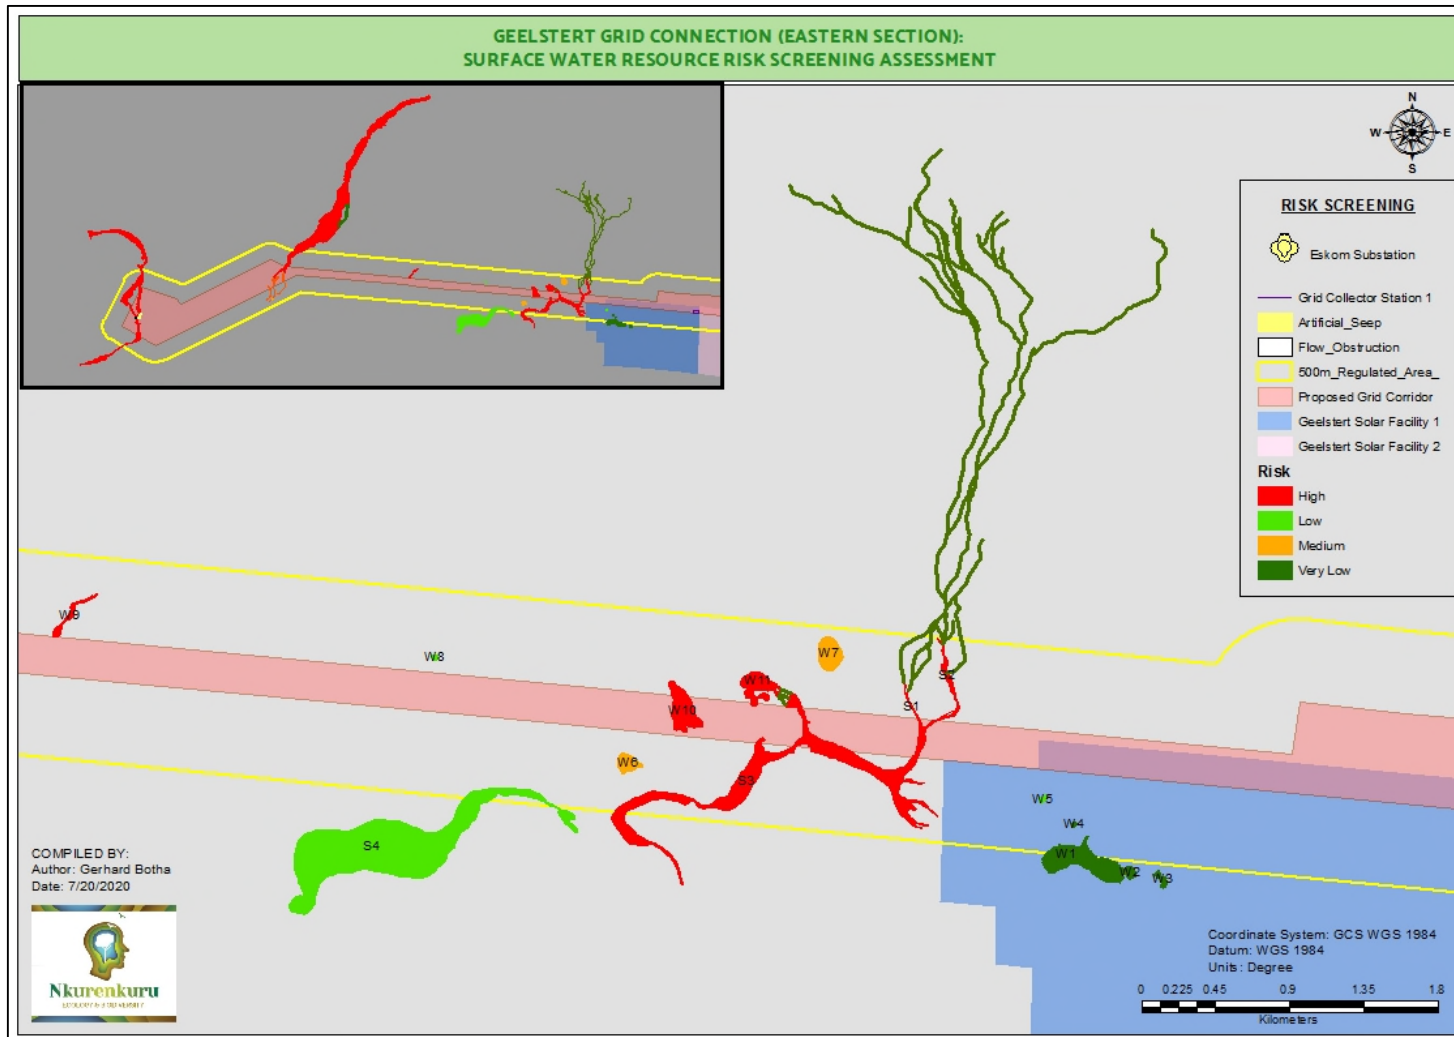 GEELSTERT GRID CONNECTION (EASTERN SECTION):
SURFACE WATER RESOURCE RISK SCREENING ASSESSMENT
N
W
E
S
RISK SCREENING
Eskom Substation
Grid Collector Station 1
Artificial_Seep
Flow_Obstruction
500m_Regulated_Area_
Proposed Grid Corridor
Geelstert Solar Facility 1
Geelstert Solar Facility 2
Risk
High
Low
Medium
Very Low
W9
W8
W7
W11
S2
W10
S1
W6
S3
W5
W4
S4
W1
W2
W3
COMPILED BY:
Author: Gerhard Botha
Date: 7/20/2020
Nkurenkuru
ECOLOGY & BIODIVERSITY
Coordinate System: GCS WGS 1984
Datum: WGS 1984
Units: Degree
0 0.225 0.45 0.9 1.35 1.8
Kilometers